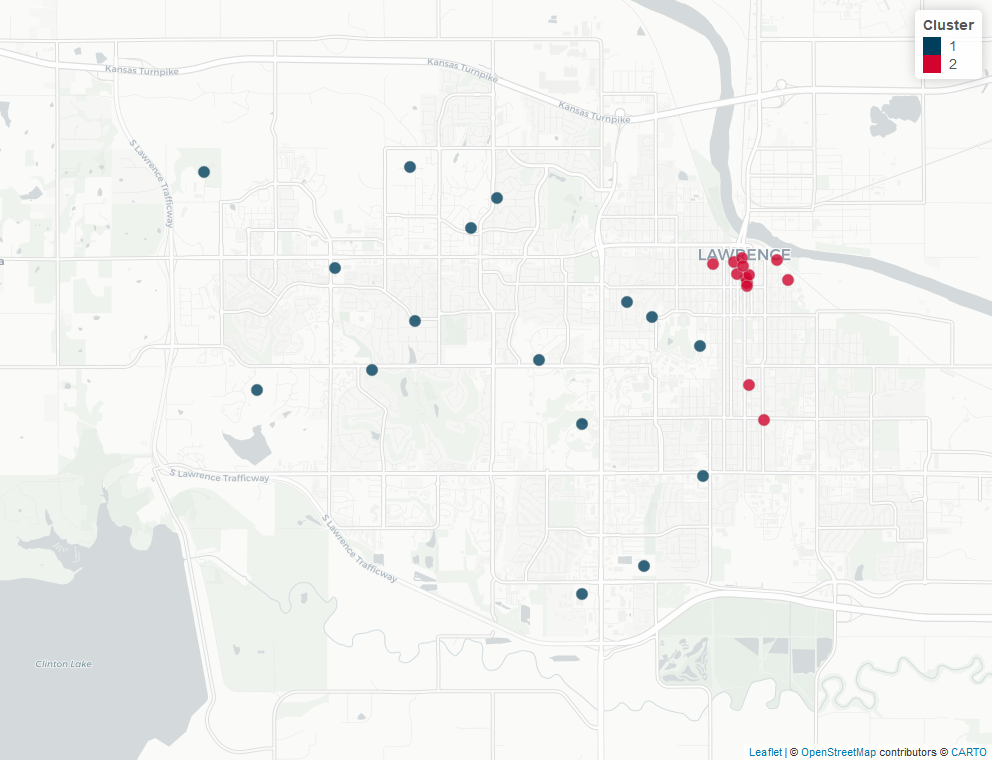 Cluster
1
2
Kansas Turnpike
Kansas Turnpike
Kansas Turnpike
S Lawrence Trafficway
LAWRENCE
a
S Lawrence Trafficway
S Lawrence Trafficway
Clinton Lake
Leaflet | © OpenStreetMap contributors © CARTO